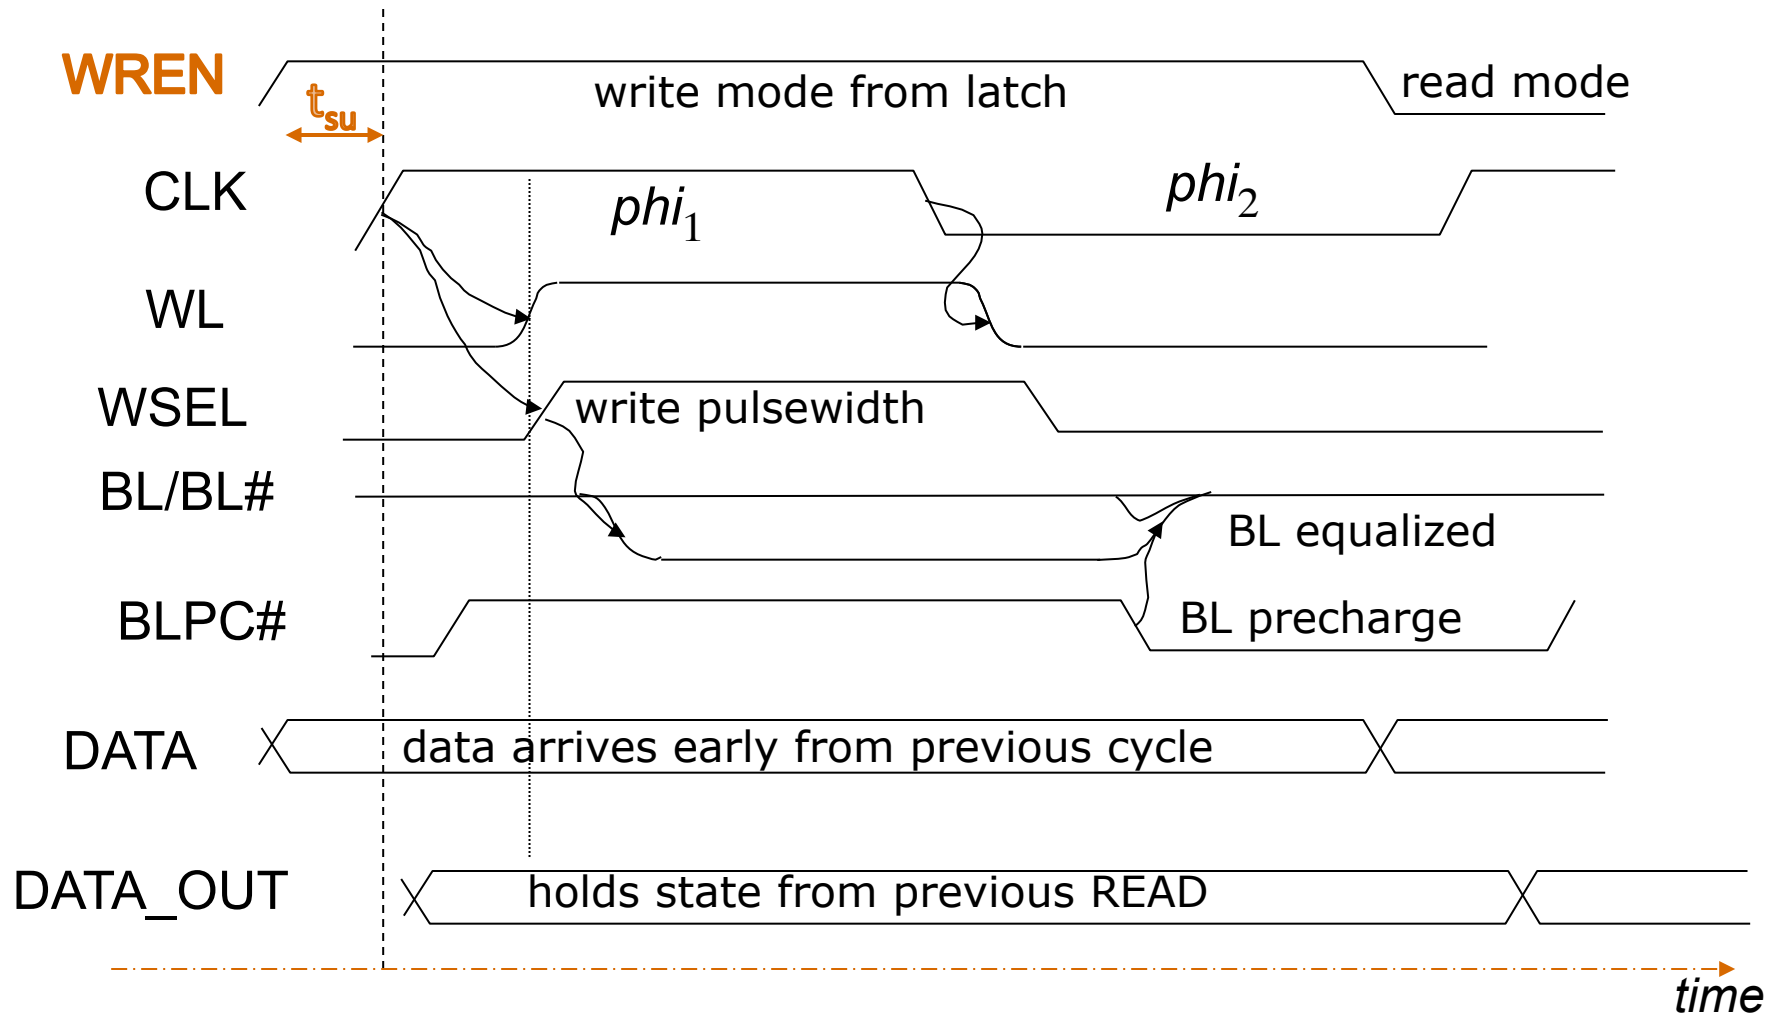 WREN
write mode from latch
read mode
tsu
CLK
phi1
phi2
WL
WSEL
write pulsewidth
BL/BL#
BL equalized
BLPC#
BL precharge
DATA
data arrives early from previous cycle
DATA_OUT
holds state from previous READ
time